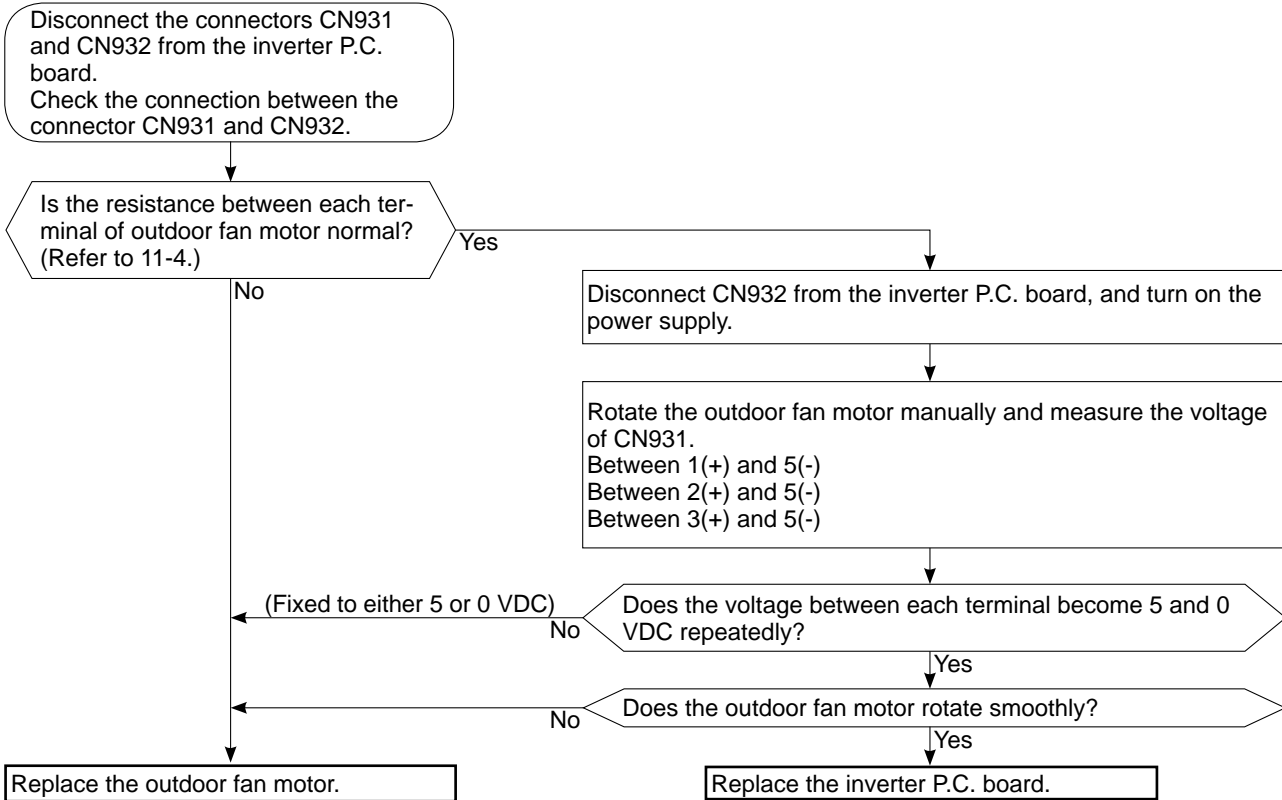 Disconnect the connectors CN931
and CN932 from the inverter P.C.
board.
Check the connection between the
connector CN931 and CN932.
Is the resistance between each ter-
minal of outdoor fan motor normal?
(Refer to 11-4.)
Yes
No
Disconnect CN932 from the inverter P.C. board, and turn on the
power supply.
Rotate the outdoor fan motor manually and measure the voltage
of CN931.
Between 1(+) and 5(-)
Between 2(+) and 5(-)
Between 3(+) and 5(-)
(Fixed to either 5 or 0 VDC)
No
Does the voltage between each terminal become 5 and 0
VDC repeatedly?
Yes
No
Does the outdoor fan motor rotate smoothly?
Yes
Replace the outdoor fan motor.
Replace the inverter P.C. board.